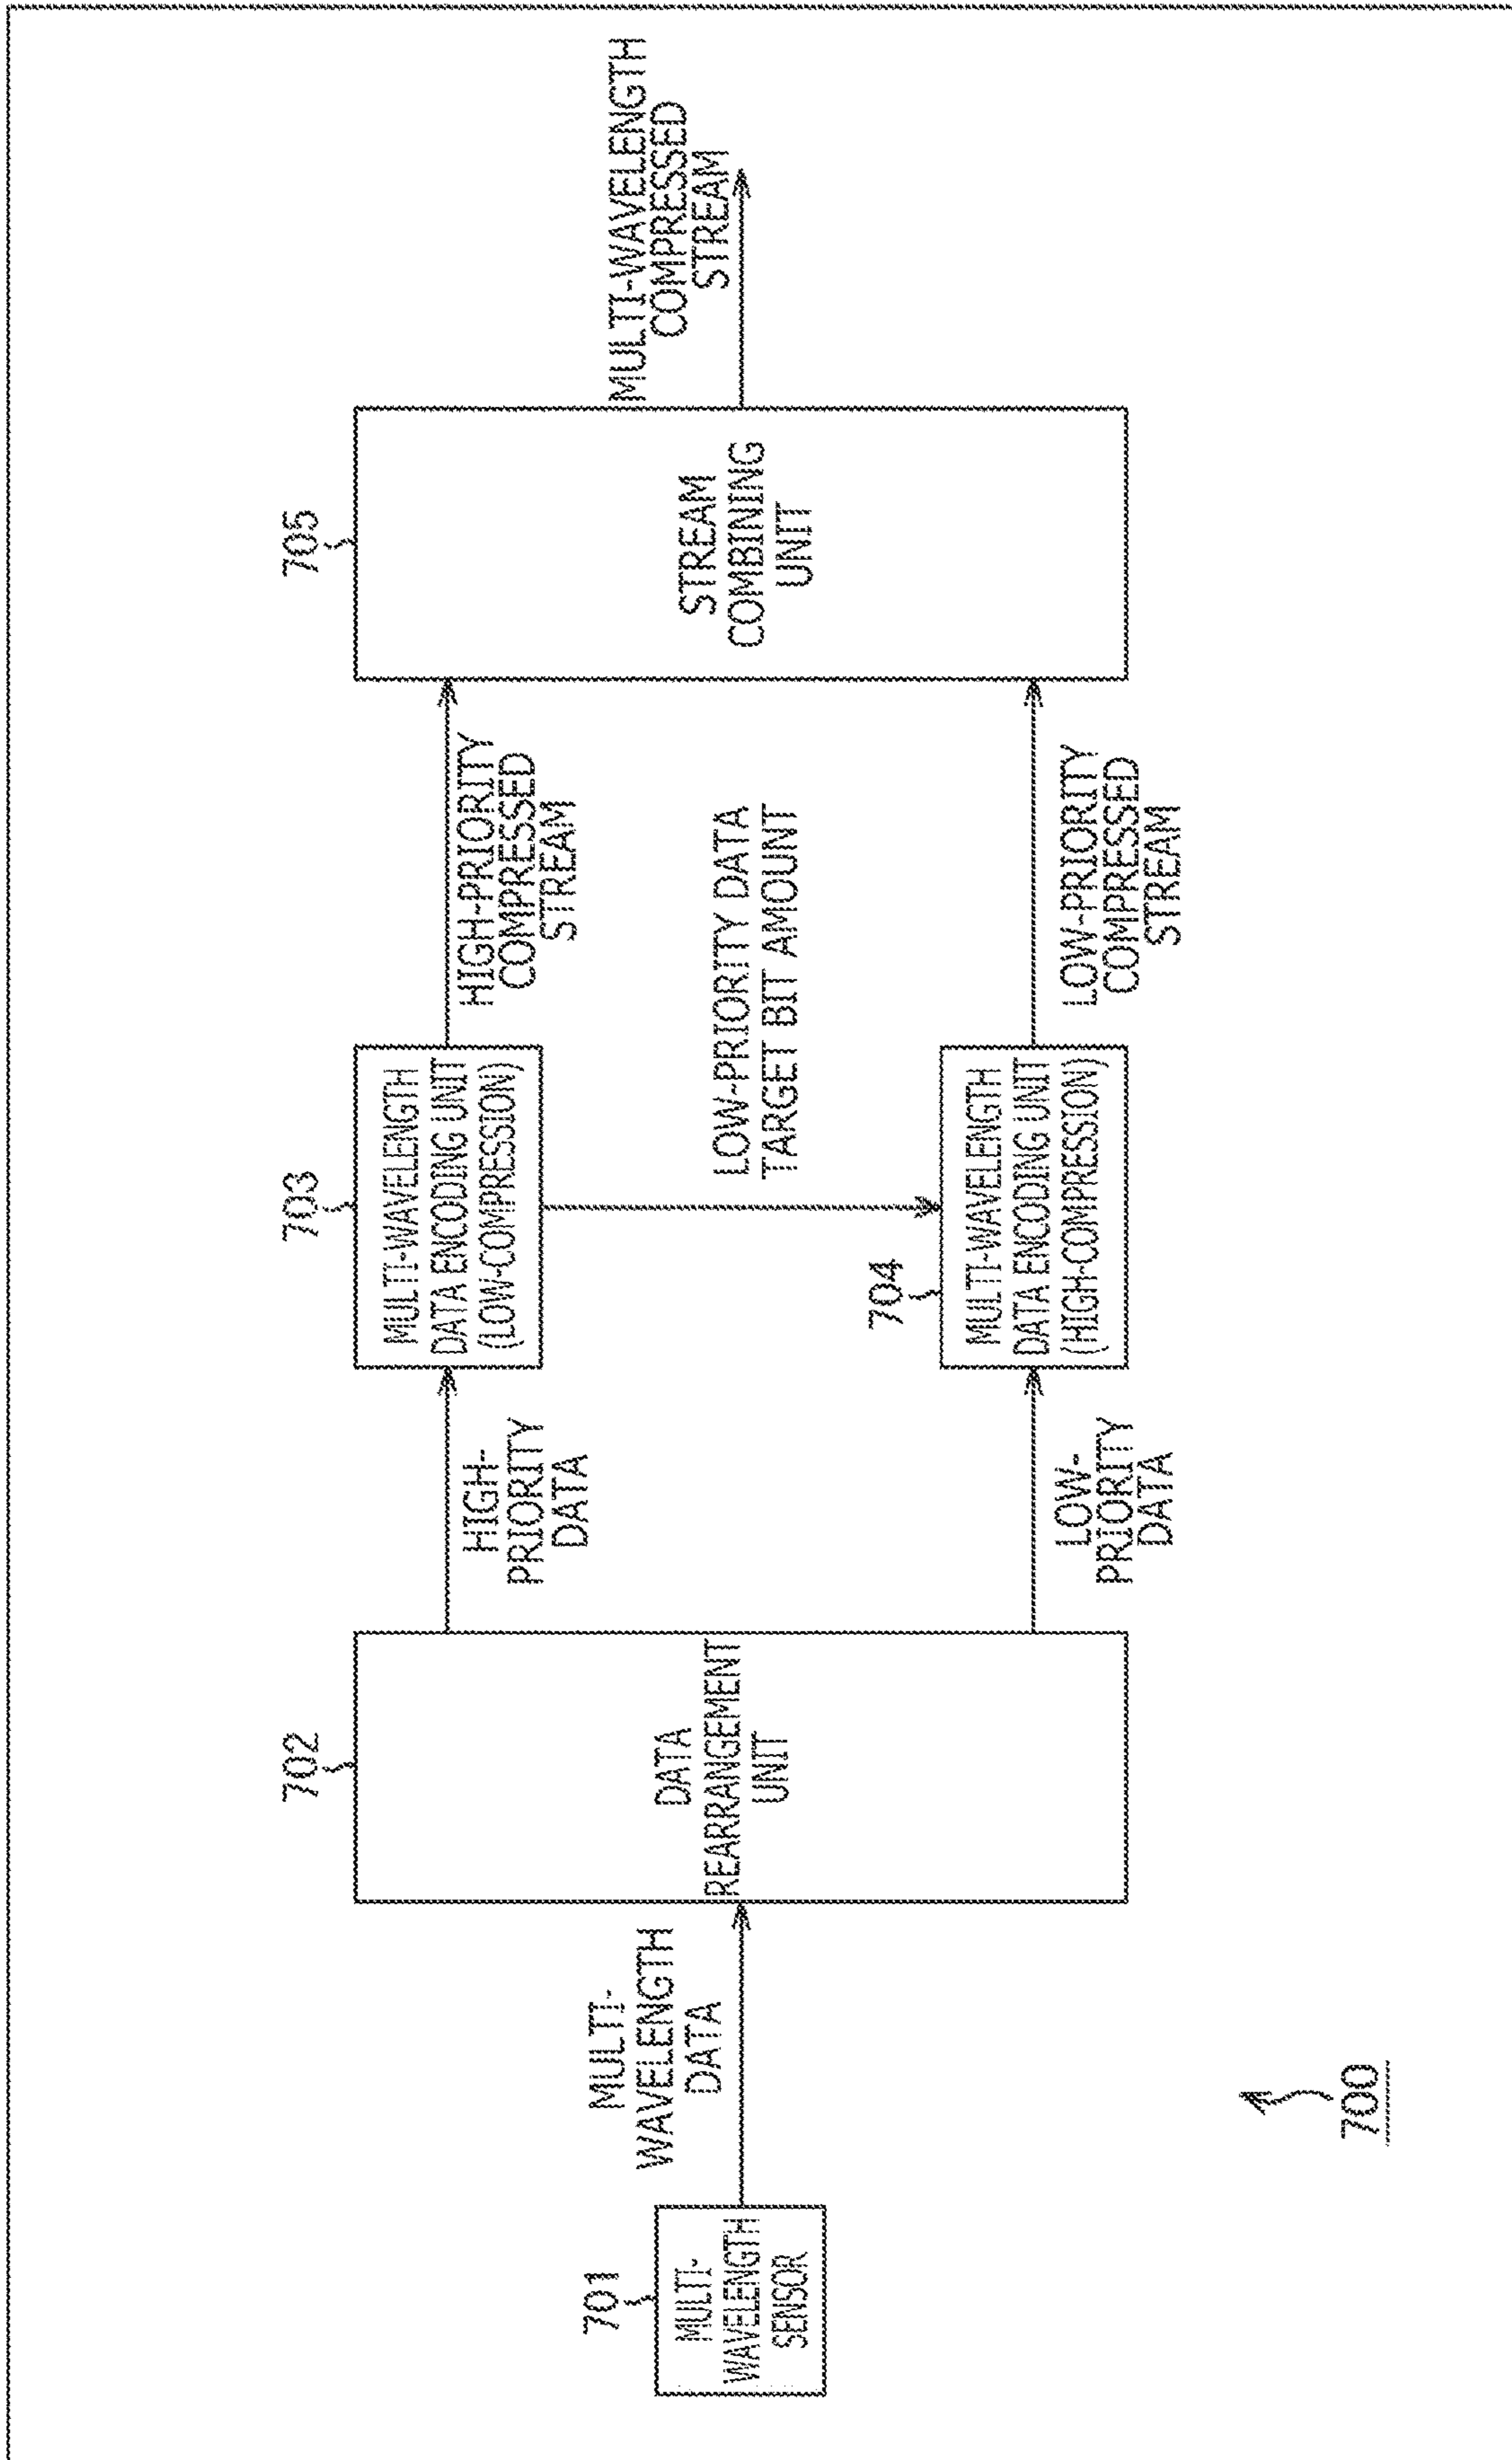 701
MULTI-
WAVELENGTH
SENSOR
MULTI-
WAVELENGTH
DATA
702
DATA
REARRANGEMENT
UNIT
HIGH-
PRIORITY
DATA
LOW-
PRIORITY
DATA
703
MULTI-WAVELENGTH
DATA ENCODING UNIT
(LOW-COMPRESSION)
704
MULTI-WAVELENGTH
DATA ENCODING UNIT
(HIGH-COMPRESSION)
LOW-PRIORITY DATA
TARGET BIT AMOUNT
HIGH-PRIORITY
COMPRESSED
STREAM
LOW-PRIORITY
COMPRESSED
STREAM
705
STREAM
COMBINING
UNIT
MULTI-WAVELENGTH
COMPRESSED
STREAM
700